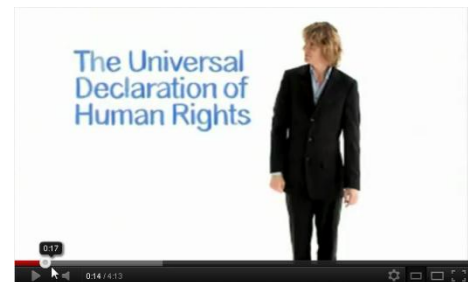 The Universal
Declaration of
Human Rights
0:17
0:14 / 4:13